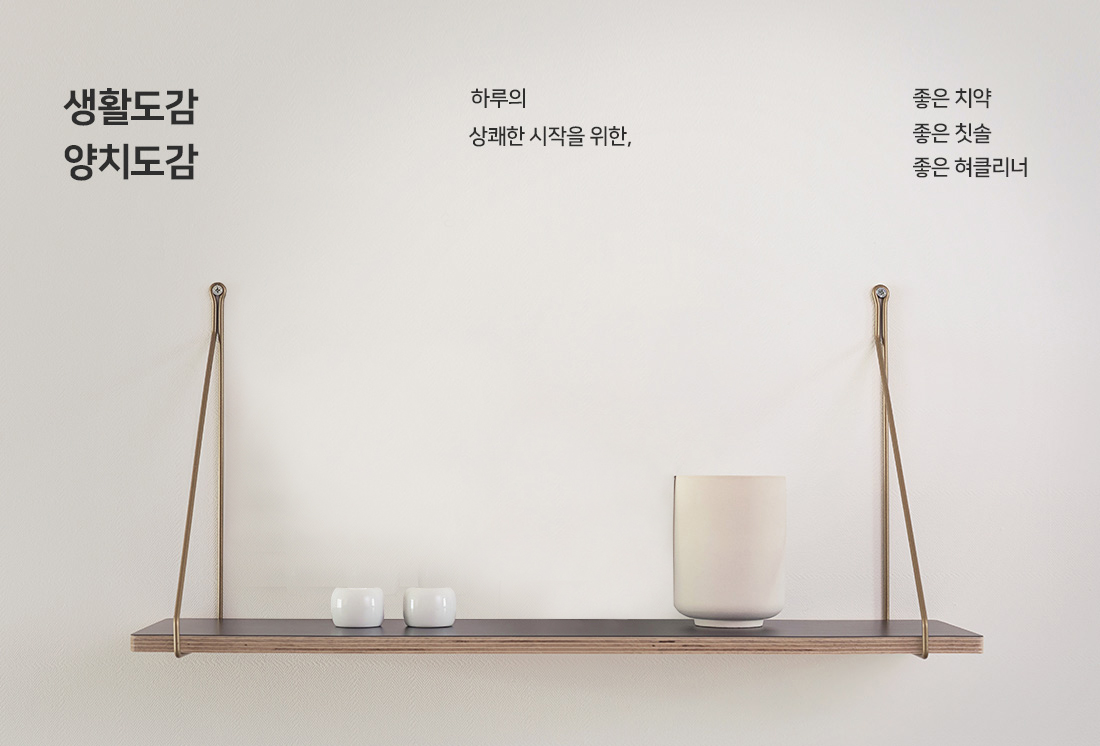 생활도감
양치도감
하루의
상쾌한 시작을 위한,
좋은 치약
좋은 칫솔
좋은 혀클리너